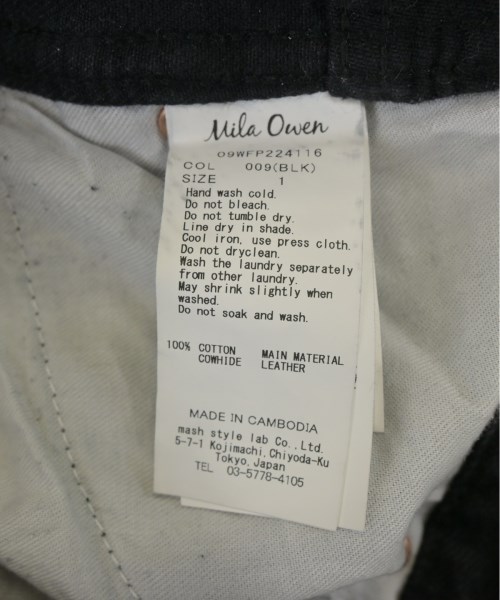 Mila Owen
09WFP224116
COL 009(BLK)
SIZE 1
Hand wash cold.
Do not bleach.
Do not tumble dry.
Line dry in shade.
Cool iron, use press cloth.
Do not dryclean.
Wash the laundry separately
from other laundry.
May shrink slightly when
washed.
Do not soak and wash.
100% COTTON MAIN MATERIAL
COWHIDE LEATHER
MADE IN CAMBODIA
mash style lab Co.,Ltd.
5-7-1 Kojimachi,Chiyoda-Ku
Tokyo,Japan
TEL 03-5778-4105